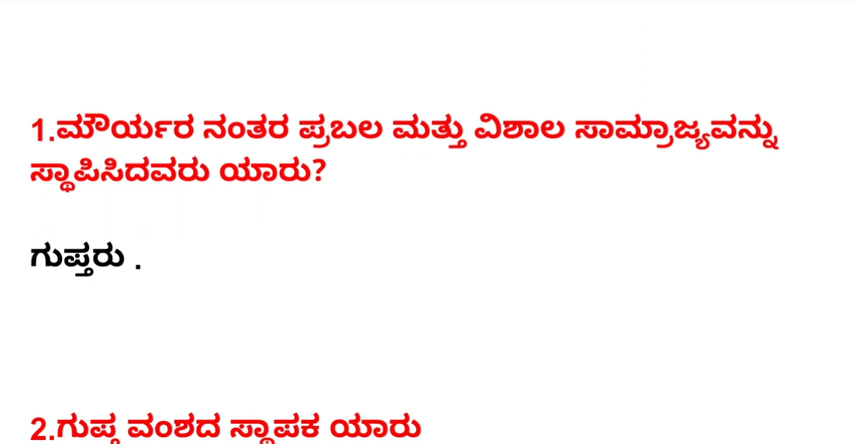 1.ಮೌರ್ಯರ ನಂತರ ಪ್ರಬಲ ಮತ್ತು ವಿಶಾಲ ಸಾಮ್ರಾಜ್ಯವನ್ನು
ಸ್ಥಾಪಿಸಿದವರು ಯಾರು?
ಗುಪ್ತರು .
2.ಗುಪ್ತ ವಂಶದ ಸ್ಥಾಪಕ ಯಾರು